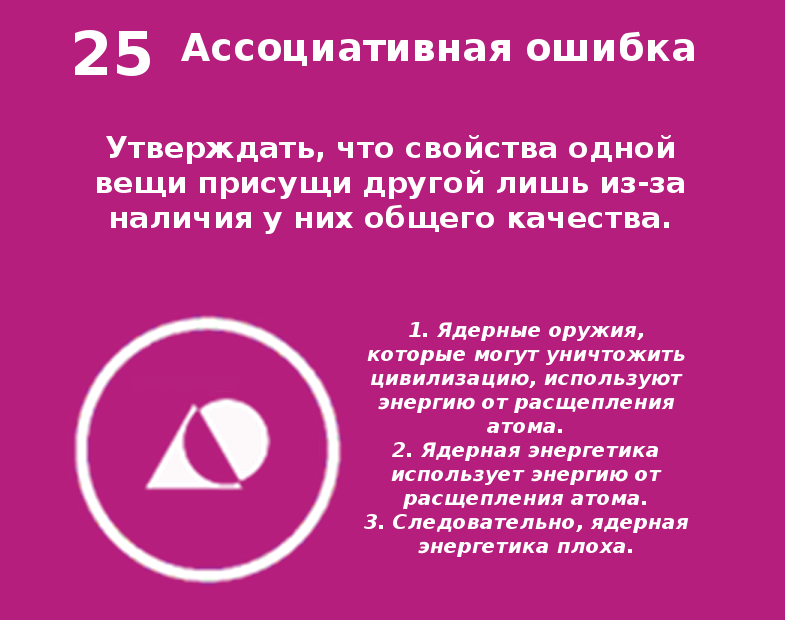 25 Ассоциативная ошибка
Утверждать, что свойства одной
вещи присущи другой лишь из-за
наличия у них общего качества.
1. Ядерные оружия,
которые могут уничтожить
цивилизацию, используют
энергию от расщепления
атома.
2. Ядерная энергетика
использует энергию от
расщепления атома.
3. Следовательно, ядерная
энергетика плоха.